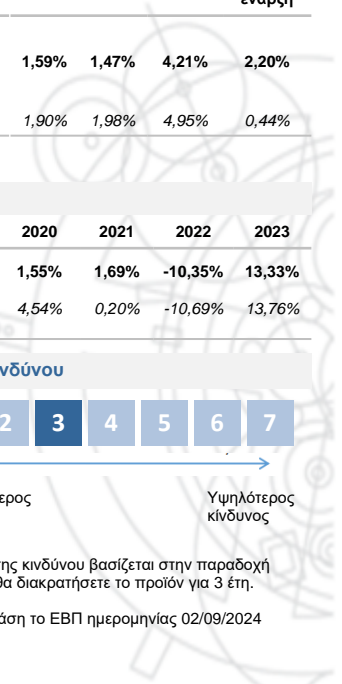 έναρξη
1,59% 1,47% 4,21% 2,20%
1,90% 1,98% 4,95% 0,44%
2020 2021 2022 2023
1,55% 1,69% -10,35% 13,33%
4,54% 0,20% -10,69% 13,76%
νδύνου
2 3 4 5 6 7
ερος Υψηλότερος
κίνδυνος
της κινδύνου βασίζεται στην παραδοχή
θα διακρατήσετε το προϊόν για 3 έτη.
άση το ΕΒΠ ημερομηνίας 02/09/2024